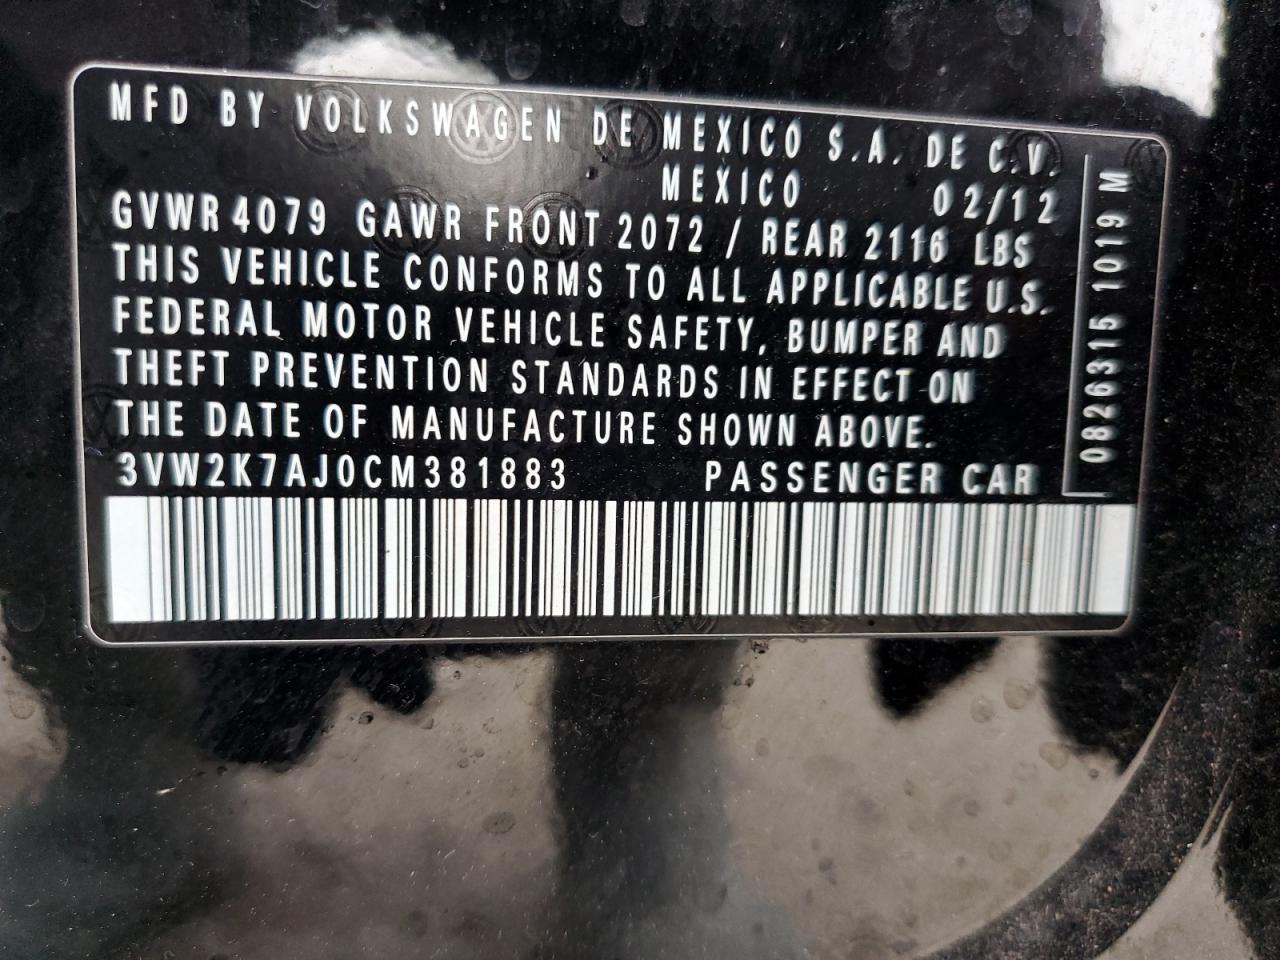 MFD BY VOLKSWAGEN DE MEXICO S.A. DE C.V.
MEXICO 02/12
GVWR 4079 GAWR FRONT 2072 / REAR 2116 LBS
THIS VEHICLE CONFORMS TO ALL APPLICABLE U.S.
FEDERAL MOTOR VEHICLE SAFETY, BUMPER AND
THEFT PREVENTION STANDARDS IN EFFECT ON
THE DATE OF MANUFACTURE SHOWN ABOVE.
3VW2K7AJ0CM381883 PASSENGER CAR
0826315 1019 M